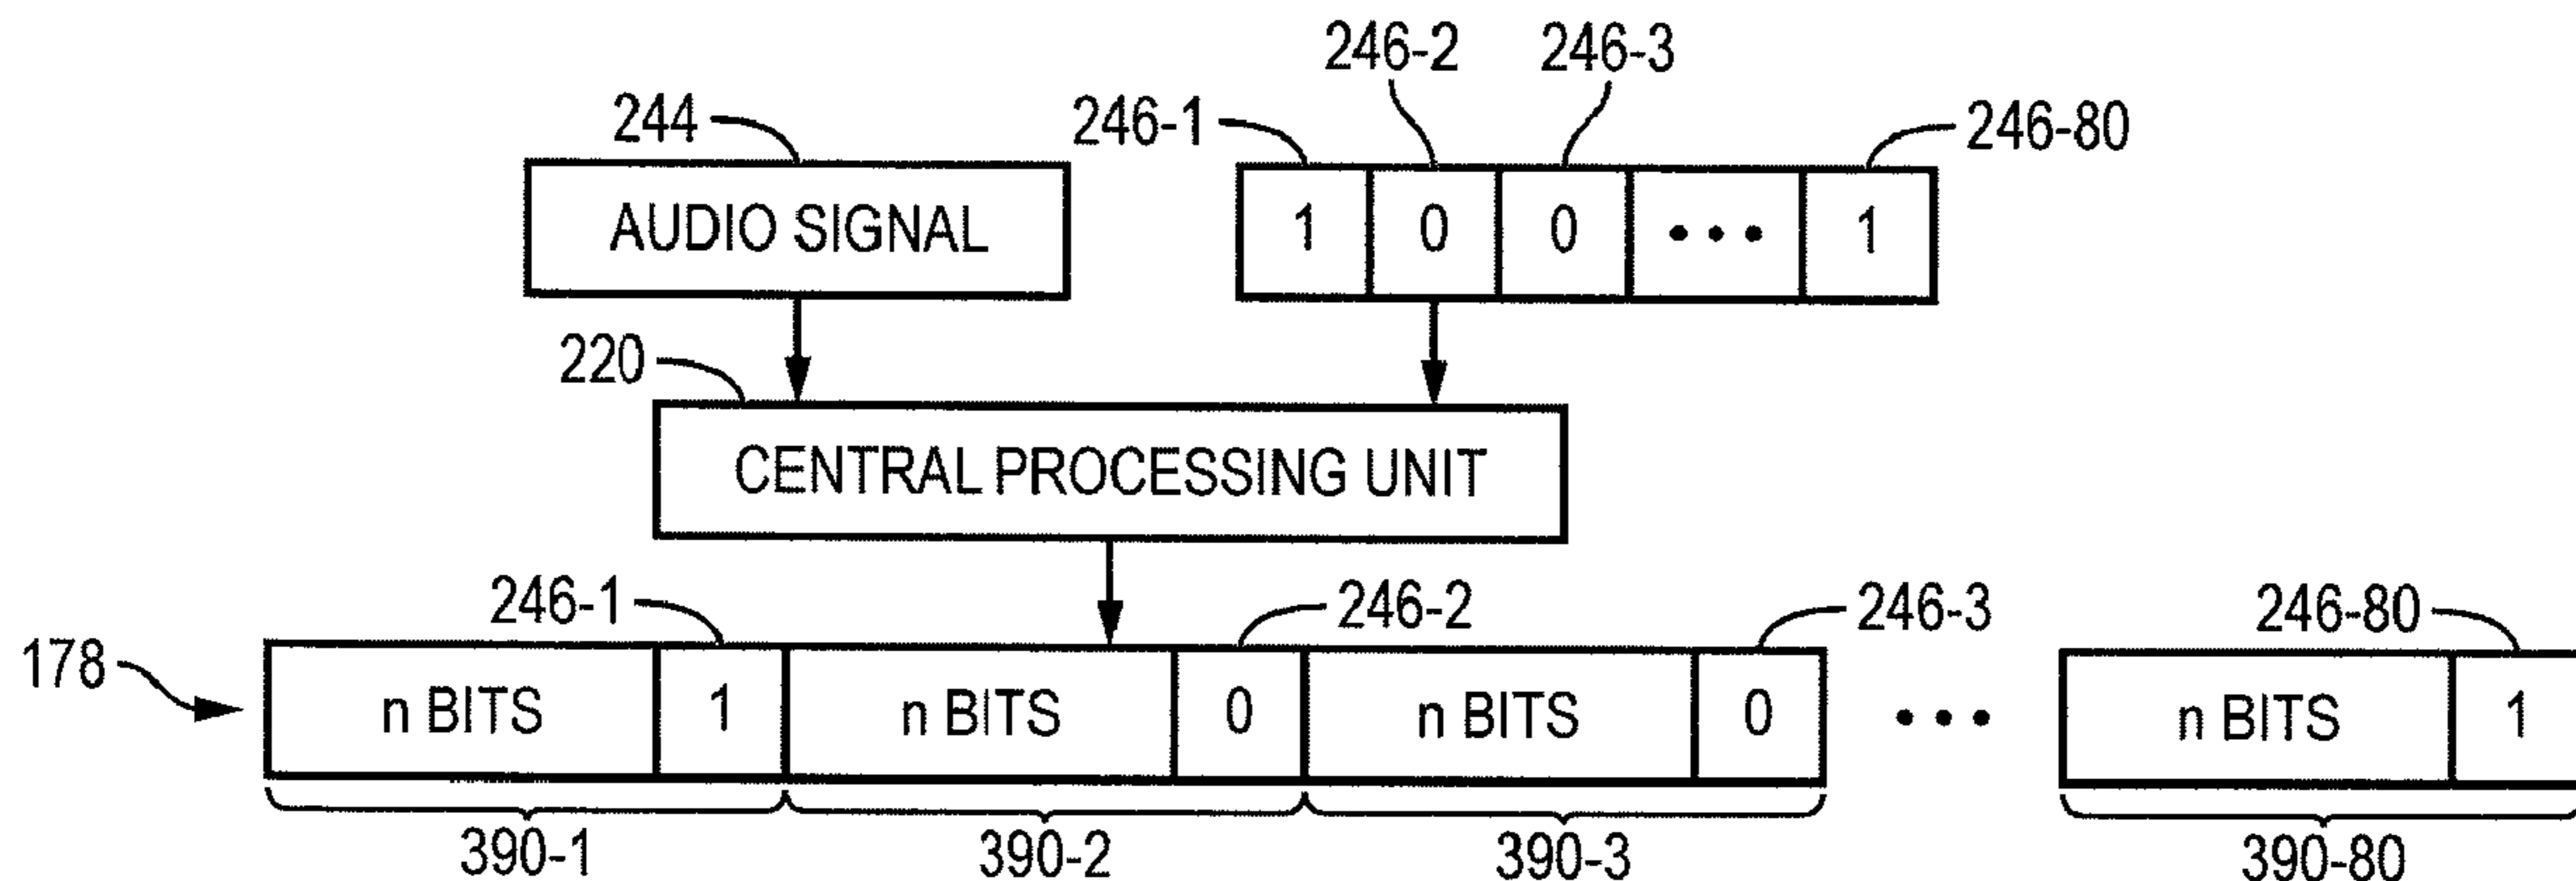 246-2 246-3
244 246-1 246-80
AUDIO SIGNAL 1 0 0 • • • 1
220
CENTRAL PROCESSING UNIT
246-1 246-2 246-3 246-80
178 n BITS 1 n BITS 0 n BITS 0 • • • n BITS 1
390-1 390-2 390-3 390-80